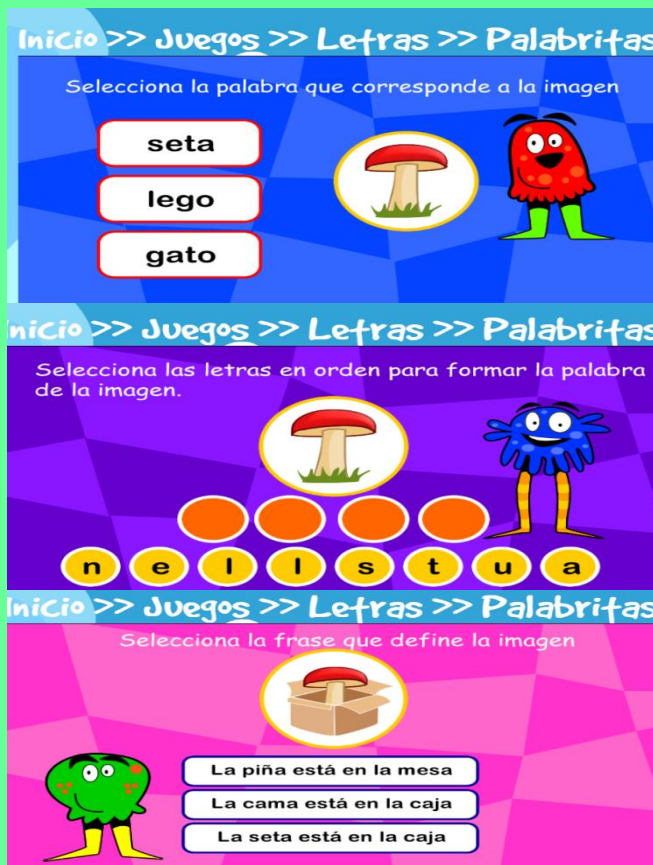 Inicio >> Juegos >> Letras >> Palabritas
Selecciona la palabra que corresponde a la imagen
seta
lego
gato
Inicio >> Juegos >> Letras >> Palabritas
Selecciona las letras en orden para formar la palabra
de la imagen.
n e l l s t u a
Inicio >> Juegos >> Letras >> Palabritas
Selecciona la frase que define la imagen
La piña está en la mesa
La cama está en la caja
La seta está en la caja